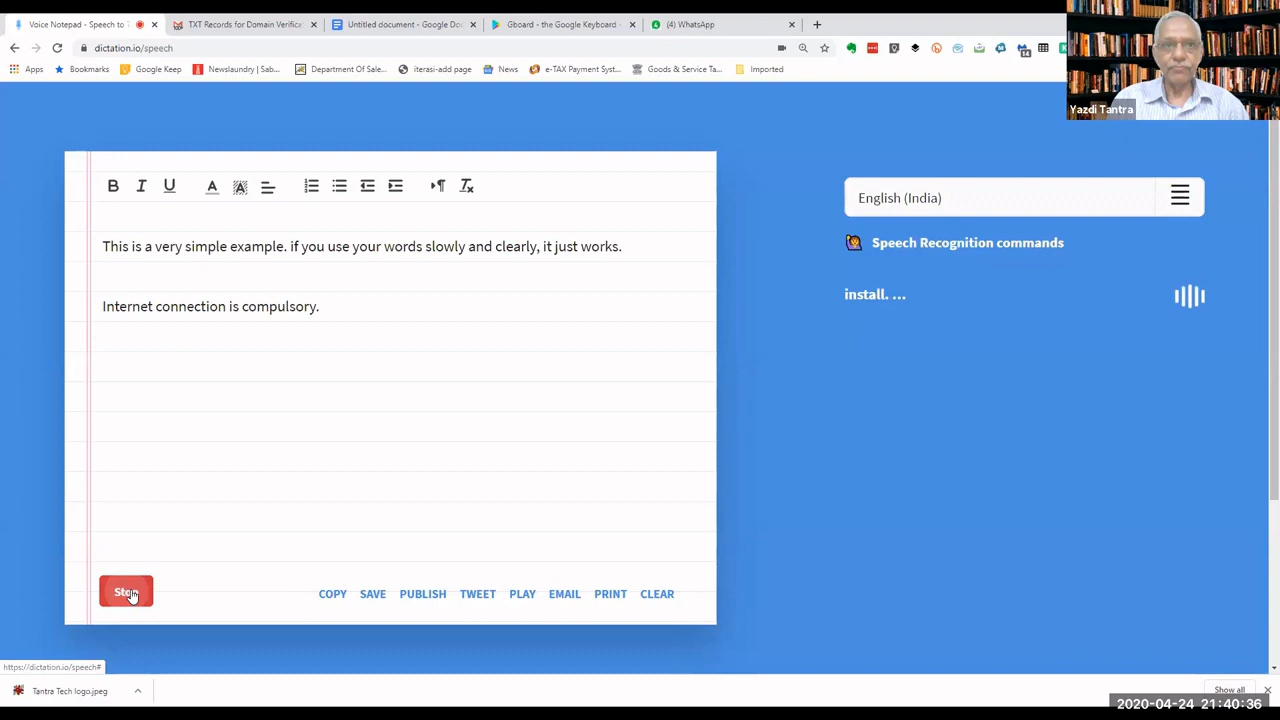 Voice Notepad - Speech to T
TXT Records for Domain Verifica
Untitled document - Google Doc
Gboard - the Google Keyboard -
(4) WhatsApp
dictation.io/speech
14
Apps
Bookmarks
Google Keep
Newslaundry | Sab...
Department Of Sale...
iterasi-add page
News
e-TAX Payment Syst...
Goods & Service Ta...
Imported
Yazdi Tantra
B I U A A
English (India)
This is a very simple example. if you use your words slowly and clearly, it just works.
Speech Recognition commands
install. ...
Internet connection is compulsory.
Stop
COPY SAVE PUBLISH TWEET PLAY EMAIL PRINT CLEAR
https://dictation.io/speech#
Tantra Tech logo.jpeg
Show all
2020-04-24 21:40:36